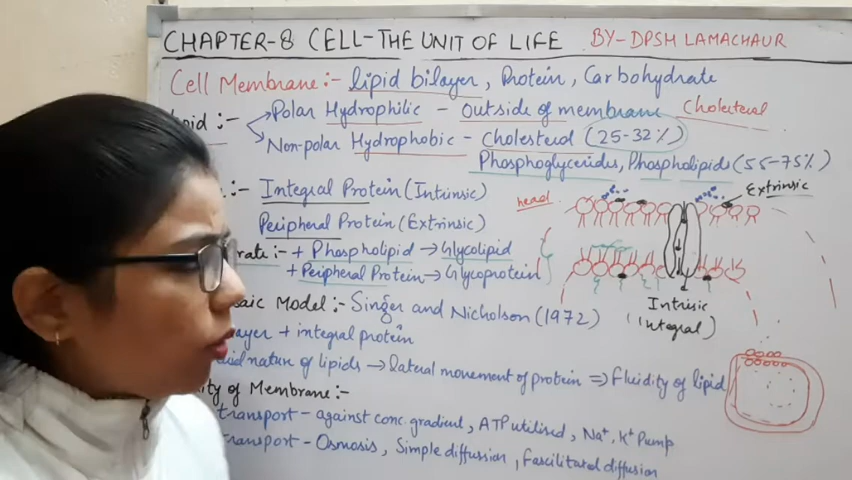 CHAPTER-8 CELL-THE UNIT OF LIFE BY-DPSH LAMACHAUR
Cell Membrane:- lipid bilayer, Protein, Carbohydrate
:- Polar Hydrophilic - outside of membrane Cholesterol
Non-polar Hydrophobic - Cholesterol (25-32%)
Phosphoglycerides, Phospholipids (55-75%)
:- Integral Protein (Intrinsic)
Peripheral Protein (Extrinsic)
head
Extrinsic
:- + Phospholipid → Glycolipid
+ Peripheral Protein → Glycoprotein
Intrinsic
(Integral)
Model:- Singer and Nicholson (1972)
+ integral protein
nature of lipids → lateral movement of protein ⇒ Fluidity of lipid
of Membrane:-
transport - against conc. gradient, ATP utilised, Na⁺, K⁺ Pump
transport - Osmosis, Simple diffussion, Fascilitated diffusion